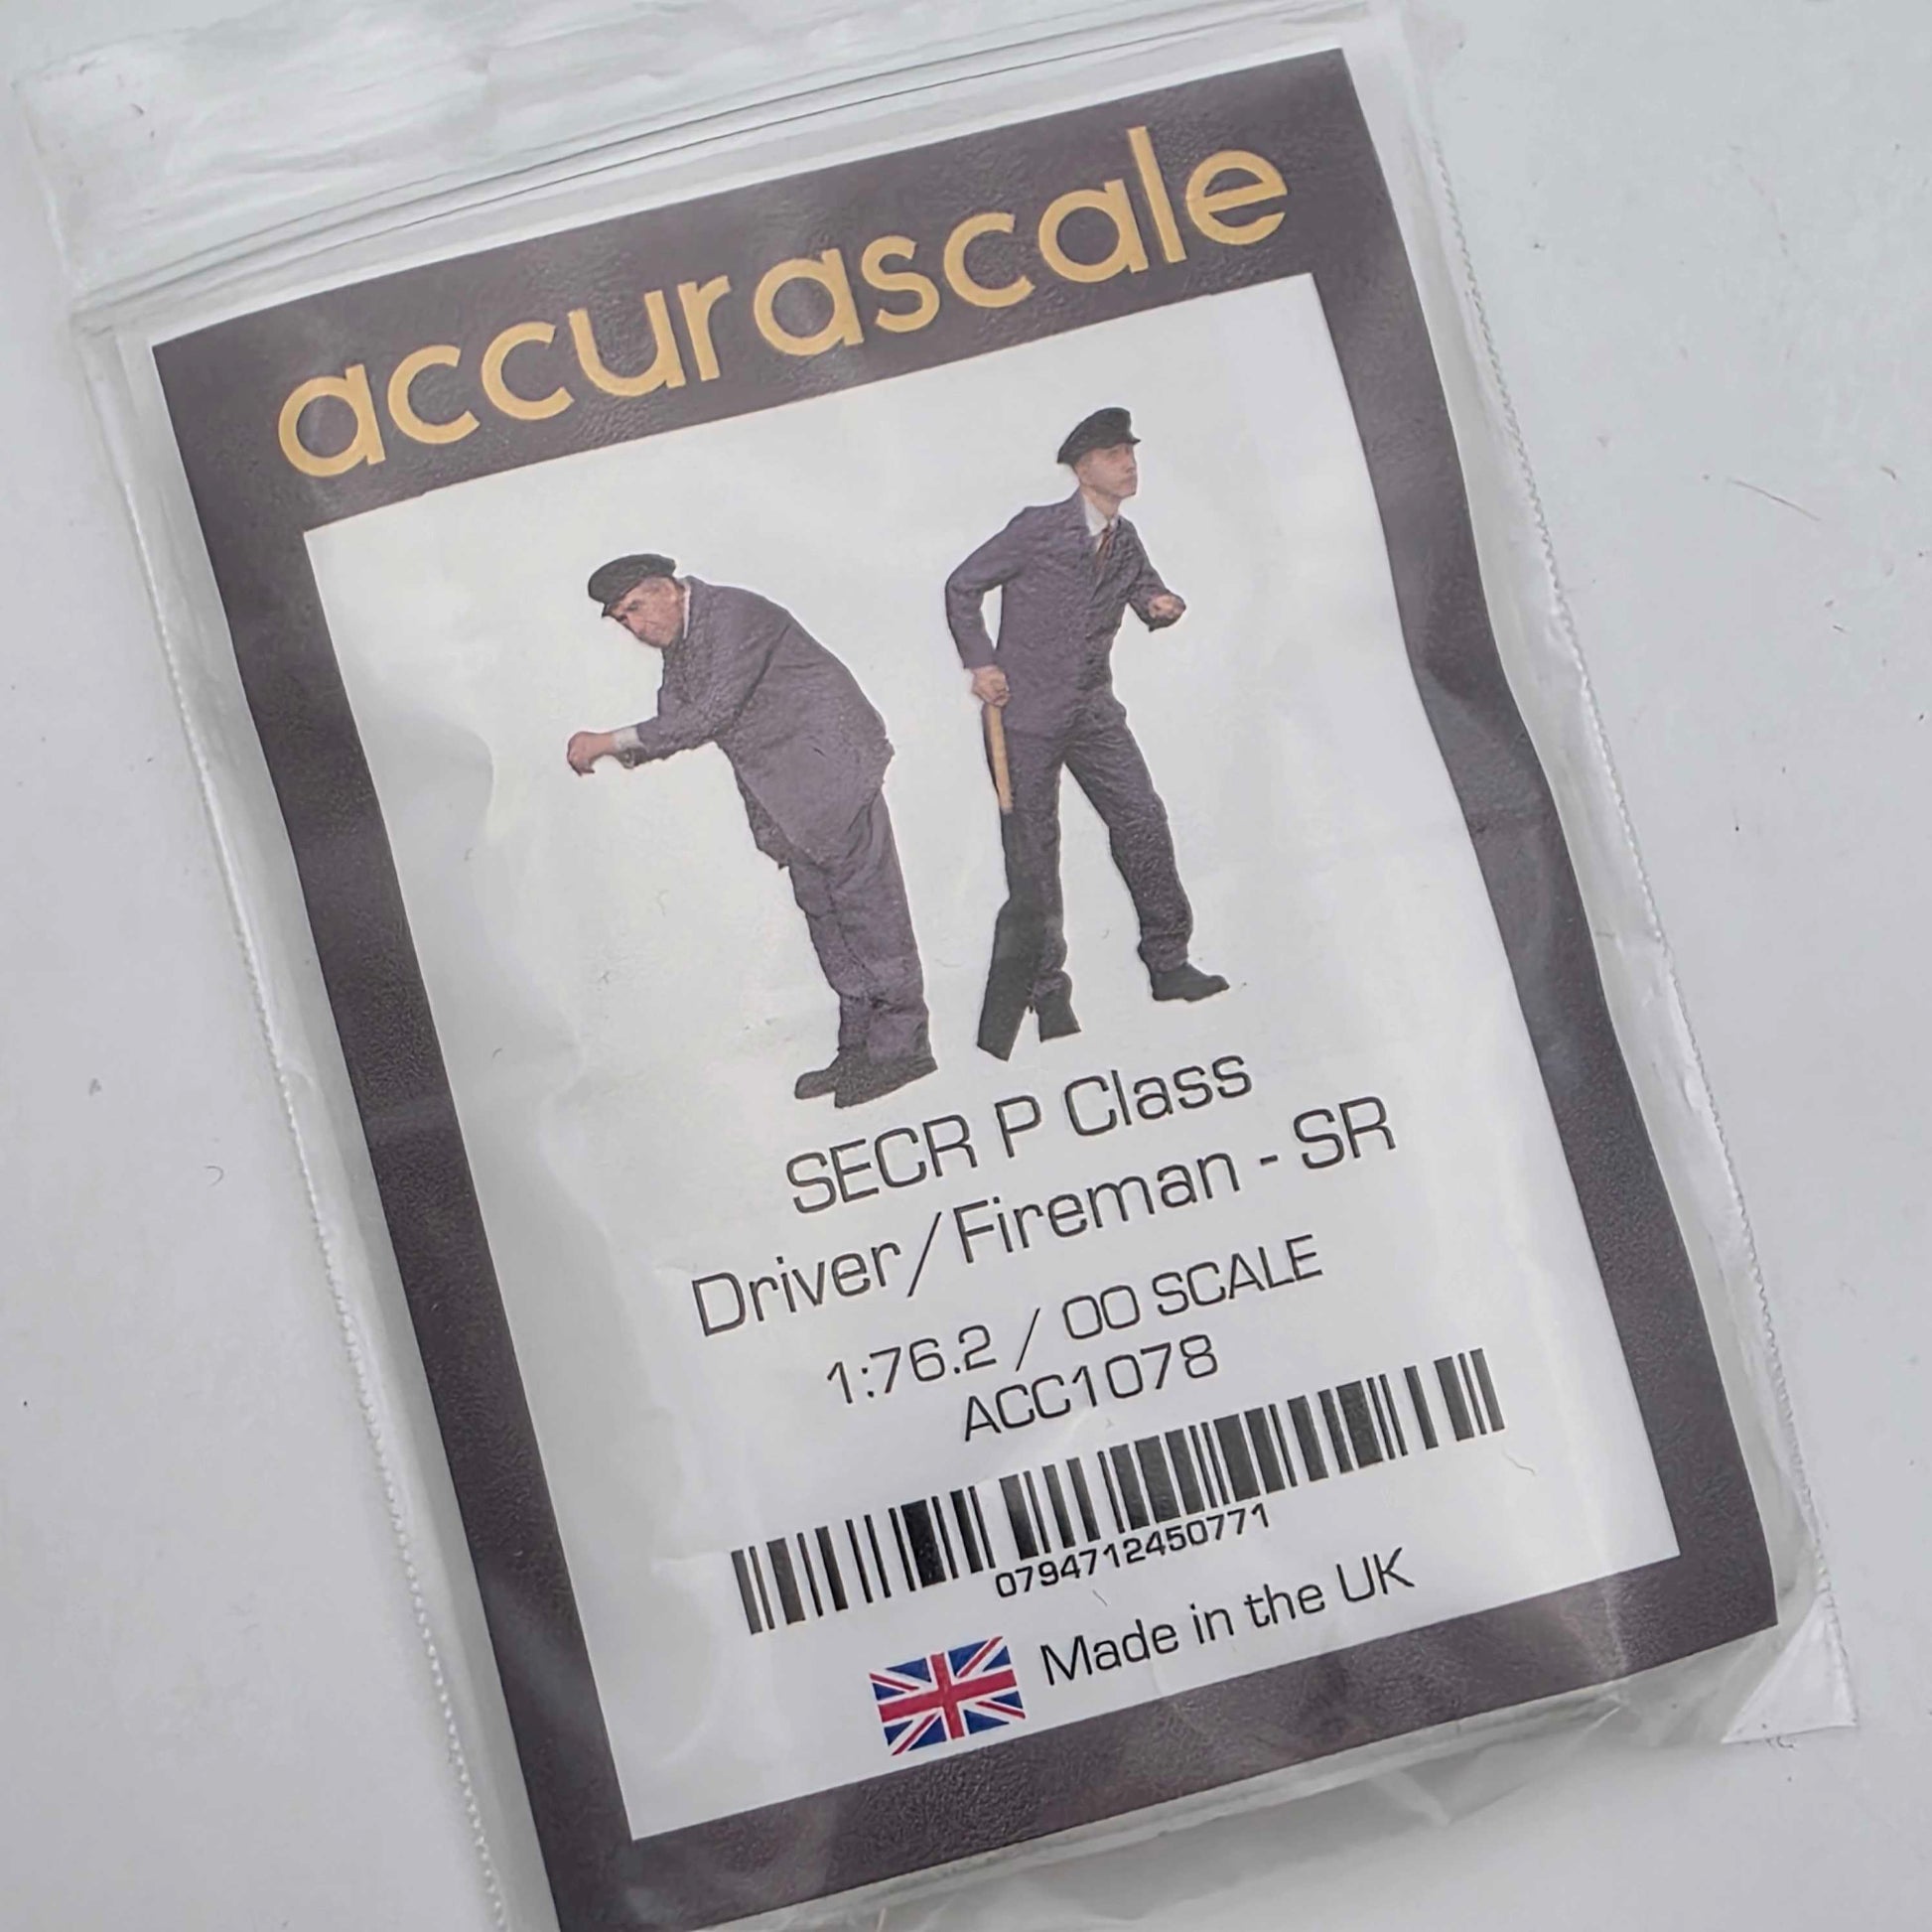 accurascale
SECR P Class
Driver/Fireman - SR
1:76.2 / OO SCALE
ACC1078
0794712450771
Made in the UK